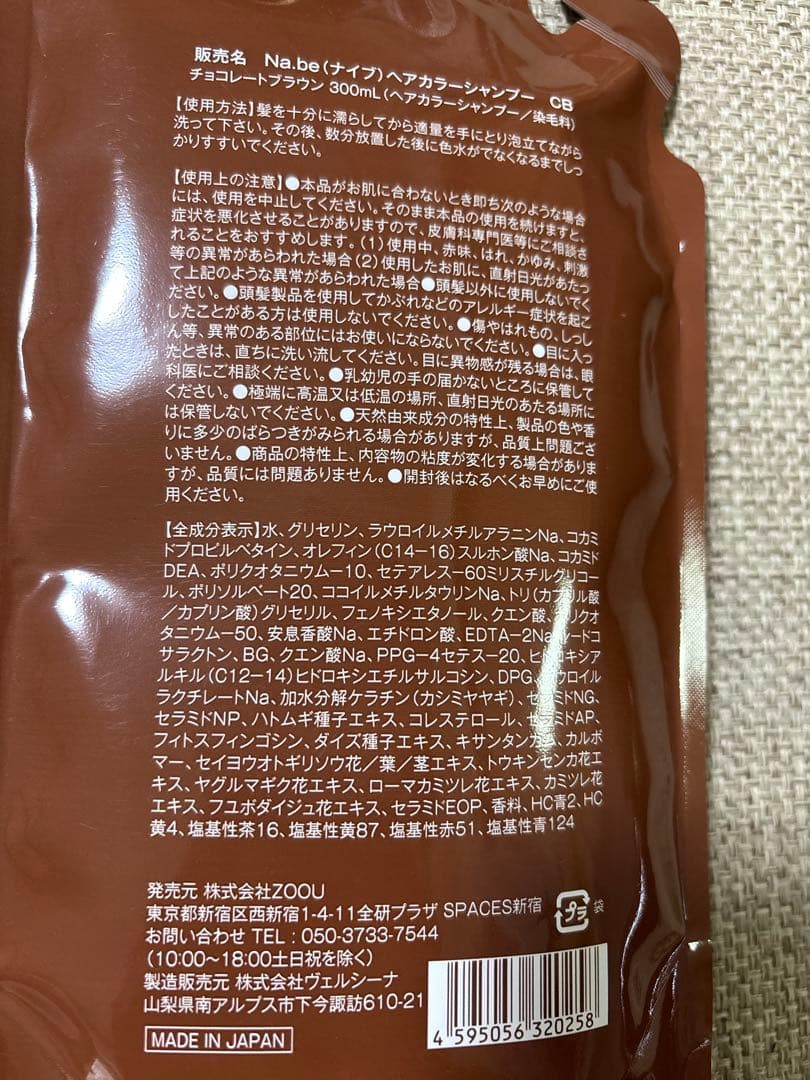 販売名 Na.be(ナイブ)ヘアカラーシャンプー CB
チョコレートブラウン 300mL(ヘアカラーシャンプー/染毛料)
【使用方法】髪を十分に濡らしてから適量を手にとり泡立てながら
洗って下さい。その後、数分放置した後に色水がでなくなるまでしっ
かりすすいでください。
【使用上の注意】●本品がお肌に合わないとき即ち次のような場合
には、使用を中止してください。そのまま本品の使用を続けますと、
症状を悪化させることがありますので、皮膚科専門医等にご相談さ
れることをおすすめします。(1)使用中、赤味、はれ、かゆみ、刺激
等の異常があらわれた場合(2)使用したお肌に、直射日光があたっ
て上記のような異常があらわれた場合●頭髪以外に使用しないでく
ださい。●頭髪製品を使用してかぶれなどのアレルギー症状を起こ
したことがある方は使用しないでください。●傷やはれもの、しっし
ん等、異常のある部位にはお使いにならないでください。●目に入っ
たときは、直ちに洗い流してください。目に異物感が残る場合は、眼
科医にご相談ください。●乳幼児の手の届かないところに保管して
ください。●極端に高温又は低温の場所、直射日光のあたる場所に
は保管しないでください。●天然由来成分の特性上、製品の色や香
りに多少のばらつきがみられる場合がありますが、品質上問題ござ
いません。●商品の特性上、内容物の粘度が変化する場合がありま
すが、品質には問題ありません。●開封後はなるべくお早めにご使
用ください。
【全成分表示】水、グリセリン、ラウロイルメチルアラニンNa、コカミ
ドプロピルベタイン、オレフィン(C14-16)スルホン酸Na、コカミド
DEA、ポリクオタニウム-10、セテアレス-60ミリスチルグリコー
ル、ポリソルベート20、ココイルメチルタウリンNa、トリ(カプリル酸
/カプリン酸)グリセリル、フェノキシエタノール、クエン酸、ポリクオ
タニウム-50、安息香酸Na、エチドロン酸、EDTA-2Na、ルードコ
サラクトン、BG、クエン酸Na、PPG-4セテス-20、ヒドロキシア
ルキル(C12-14)ヒドロキシエチルサルコシン、DPG、ラウロイル
ラクチレートNa、加水分解ケラチン(カシミヤヤギ)、セラミドNG、
セラミドNP、ハトムギ種子エキス、コレステロール、セラミドAP、
フィトスフィンゴシン、ダイズ種子エキス、キサンタンガム、カルボ
マー、セイヨウオトギリソウ花/葉/茎エキス、トウキンセンカ花エ
キス、ヤグルマギク花エキス、ローマカミツレ花エキス、カミツレ花
エキス、フユボダイジュ花エキス、セラミドEOP、香料、HC青2、HC
黄4、塩基性茶16、塩基性黄87、塩基性赤51、塩基性青124
発売元 株式会社ZOOU
東京都新宿区西新宿1-4-11全研プラザ SPACES新宿
プラ 袋
お問い合わせ TEL : 050-3733-7544
(10:00~18:00土日祝を除く)
製造販売元 株式会社ヴェルシーナ
山梨県南アルプス市下今諏訪610-21
MADE IN JAPAN
4 595056 320258